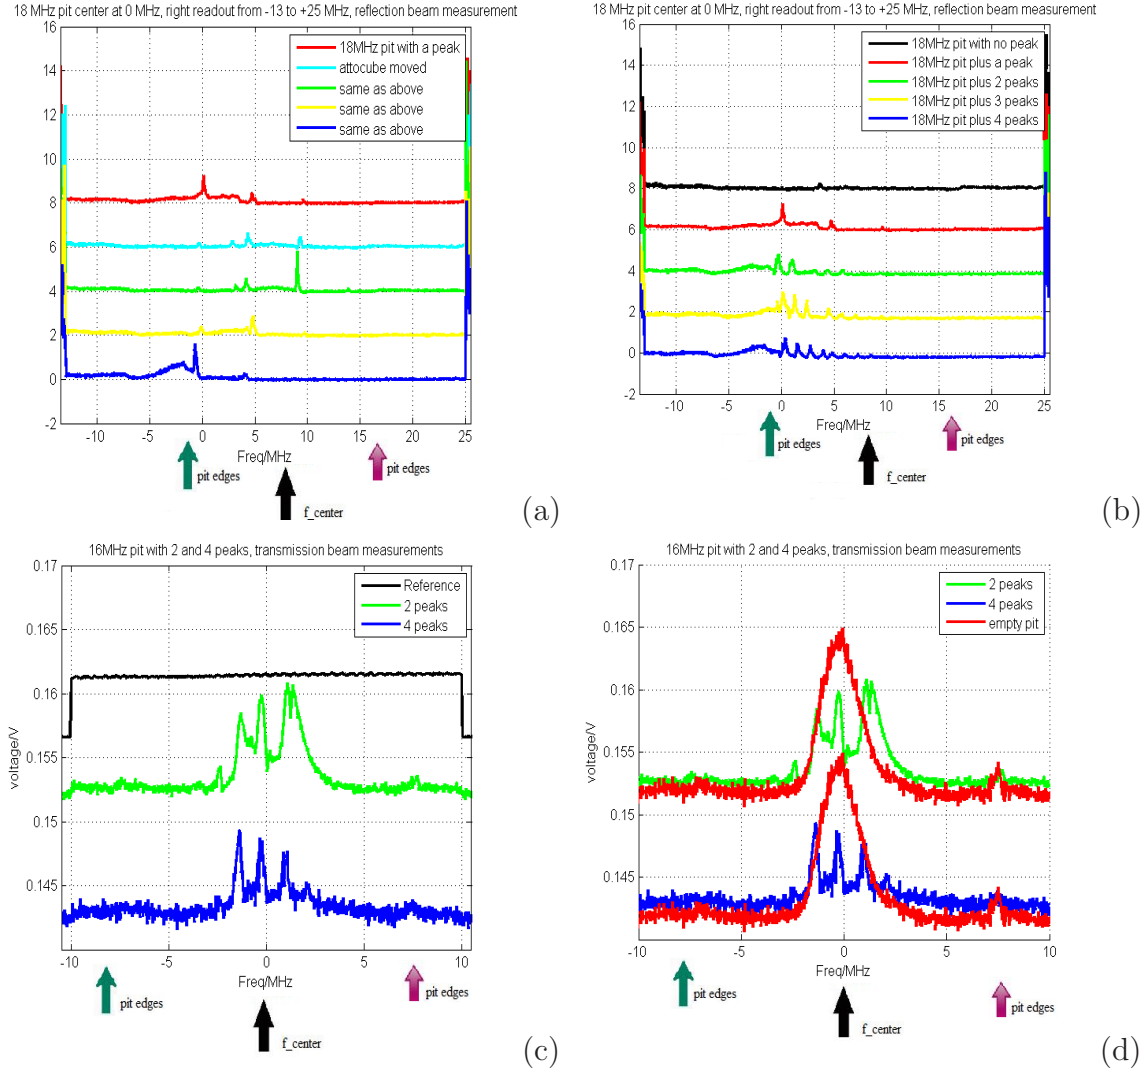 18 MHz pit center at 0 MHz, right readout from -13 to +25 MHz, reflection beam measurement
16
14
12
10
8
6
4
2
0
-2
18MHz pit with a peak
attocube moved
same as above
same as above
same as above
-10 -5 0 5 10 15 20 25
Freq/MHz
pit edges
pit edges
f_center
(a)
18 MHz pit center at 0 MHz, right readout from -13 to +25 MHz, reflection beam measurement
16
14
12
10
8
6
4
2
0
-2
18MHz pit with no peak
18MHz pit plus a peak
18MHz pit plus 2 peaks
18MHz pit plus 3 peaks
18MHz pit plus 4 peaks
-10 -5 0 5 10 15 20 25
Freq/MHz
pit edges
pit edges
f_center
(b)
16MHz pit with 2 and 4 peaks, transmission beam measurements
0.17
0.165
0.16
0.155
0.15
0.145
voltage/V
Reference
2 peaks
4 peaks
-10 -5 0 5 10
Freq/MHz
pit edges
pit edges
f_center
(c)
16MHz pit with 2 and 4 peaks, transmission beam measurements
0.17
0.165
0.16
0.155
0.15
0.145
voltage/V
2 peaks
4 peaks
empty pit
-10 -5 0 5 10
Freq/MHz
pit edges
pit edges
f_center
(d)